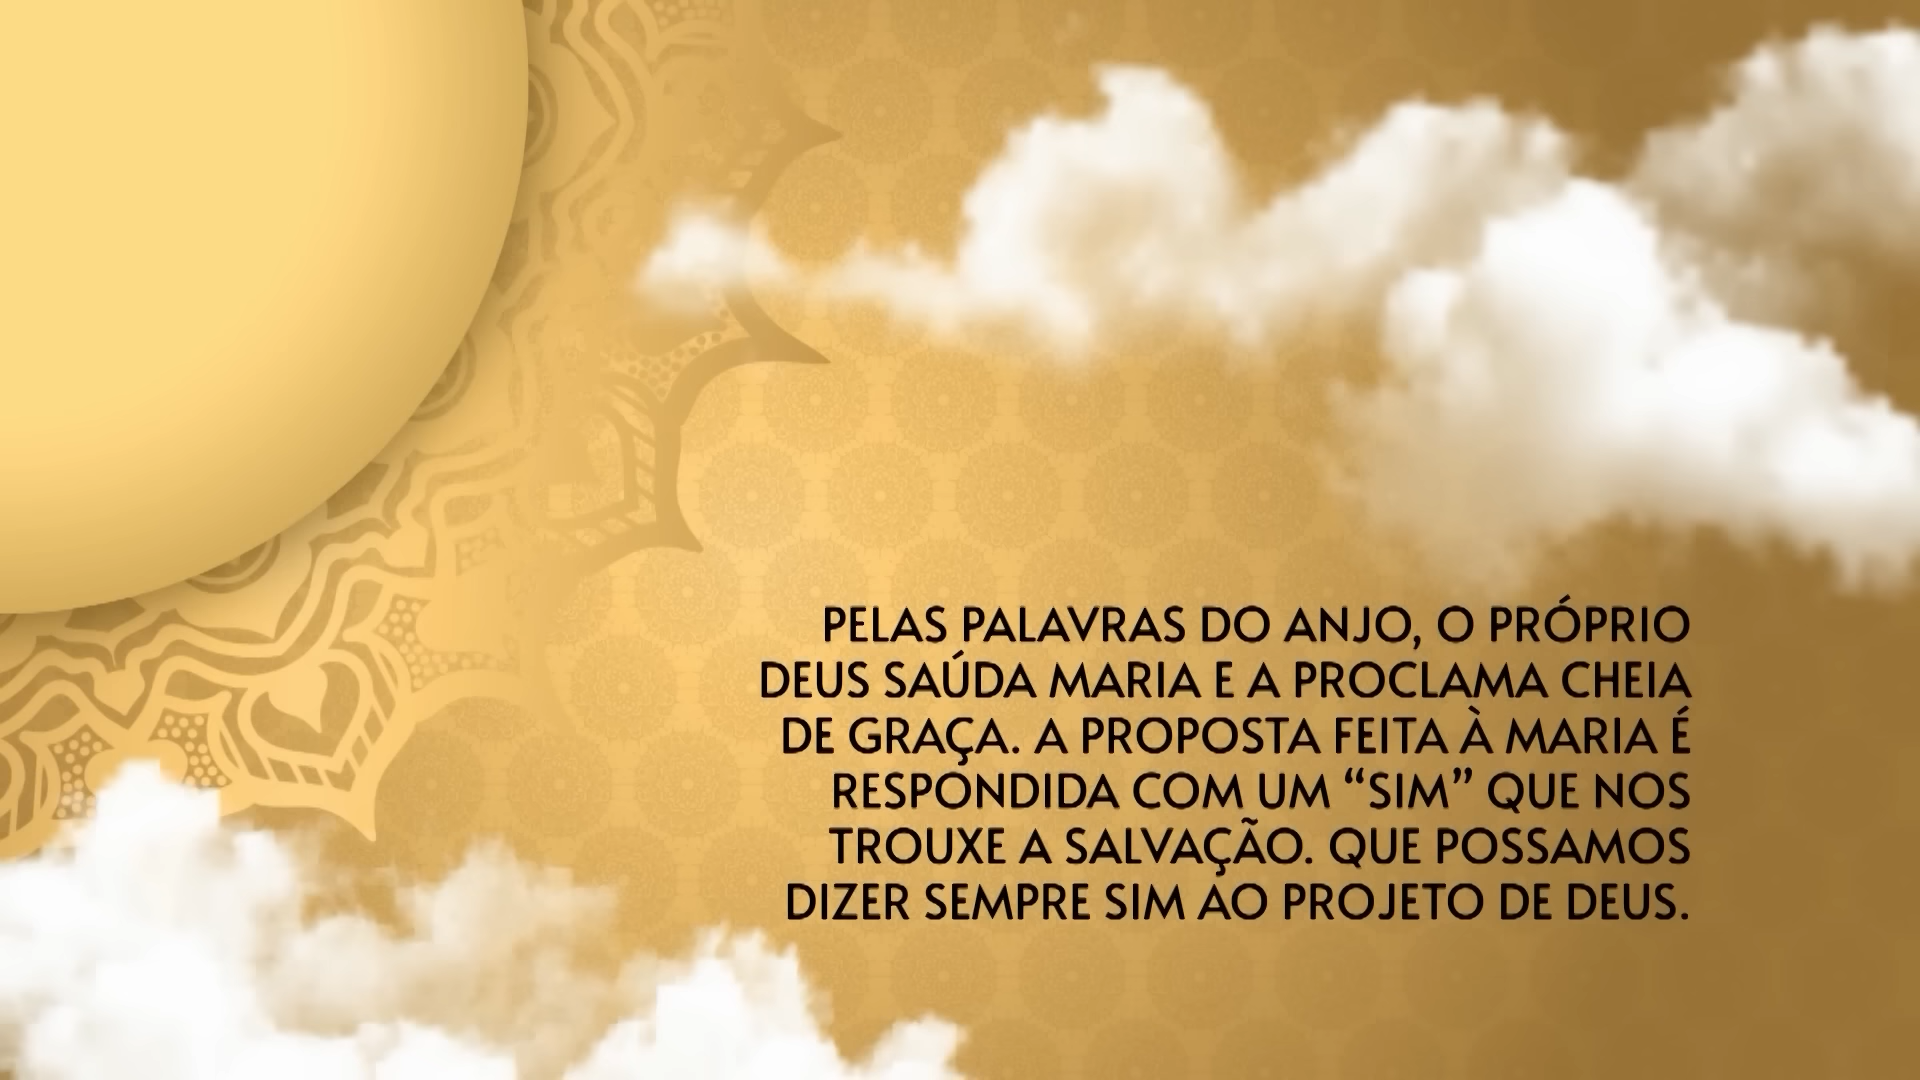 PELAS PALAVRAS DO ANJO, O PRÓPRIO
DEUS SAÚDA MARIA E A PROCLAMA CHEIA
DE GRAÇA. A PROPOSTA FEITA À MARIA É
RESPONDIDA COM UM “SIM” QUE NOS
TROUXE A SALVAÇÃO. QUE POSSAMOS
DIZER SEMPRE SIM AO PROJETO DE DEUS.